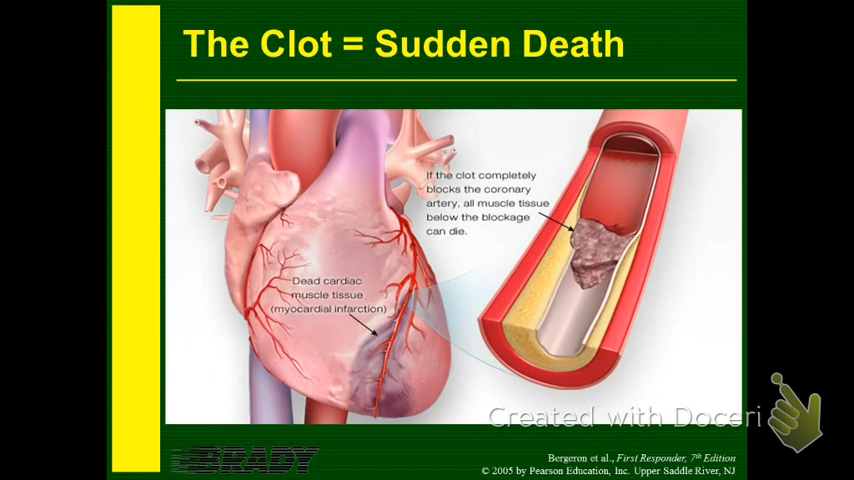 The Clot = Sudden Death
If the clot completely
blocks the coronary
artery, all muscle tissue
below the blockage
can die.
Dead cardiac
muscle tissue
(myocardial infarction)
Created with Doceri
BRADY
Bergeron et al., First Responder, 7th Edition
© 2005 by Pearson Education, Inc. Upper Saddle River, NJ